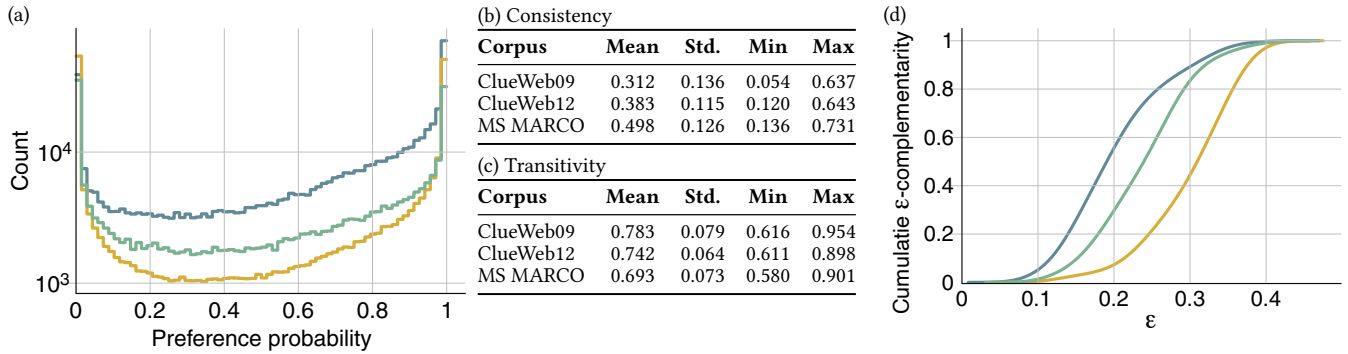 (a)
Count
10⁴
10³
0 0.2 0.4 0.6 0.8 1
Preference probability
(b) Consistency
Corpus Mean Std. Min Max
ClueWeb09 0.312 0.136 0.054 0.637
ClueWeb12 0.383 0.115 0.120 0.643
MS MARCO 0.498 0.126 0.136 0.731
(c) Transitivity
Corpus Mean Std. Min Max
ClueWeb09 0.783 0.079 0.616 0.954
ClueWeb12 0.742 0.064 0.611 0.898
MS MARCO 0.693 0.073 0.580 0.901
(d)
Cumulatie ε-complementarity
1
0.8
0.6
0.4
0.2
0
0 0.1 0.2 0.3 0.4
ε